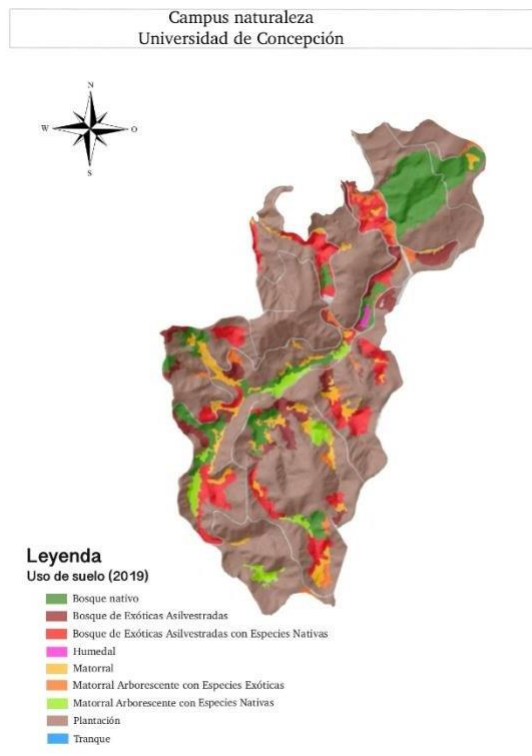 Campus naturaleza
Universidad de Concepción
N
W O
S
Leyenda
Uso de suelo (2019)
Bosque nativo
Bosque de Exóticas Asilvestradas
Bosque de Exóticas Asilvestradas con Especies Nativas
Humedal
Matorral
Matorral Arborescente con Especies Exóticas
Matorral Arborescente con Especies Nativas
Plantación
Tranque